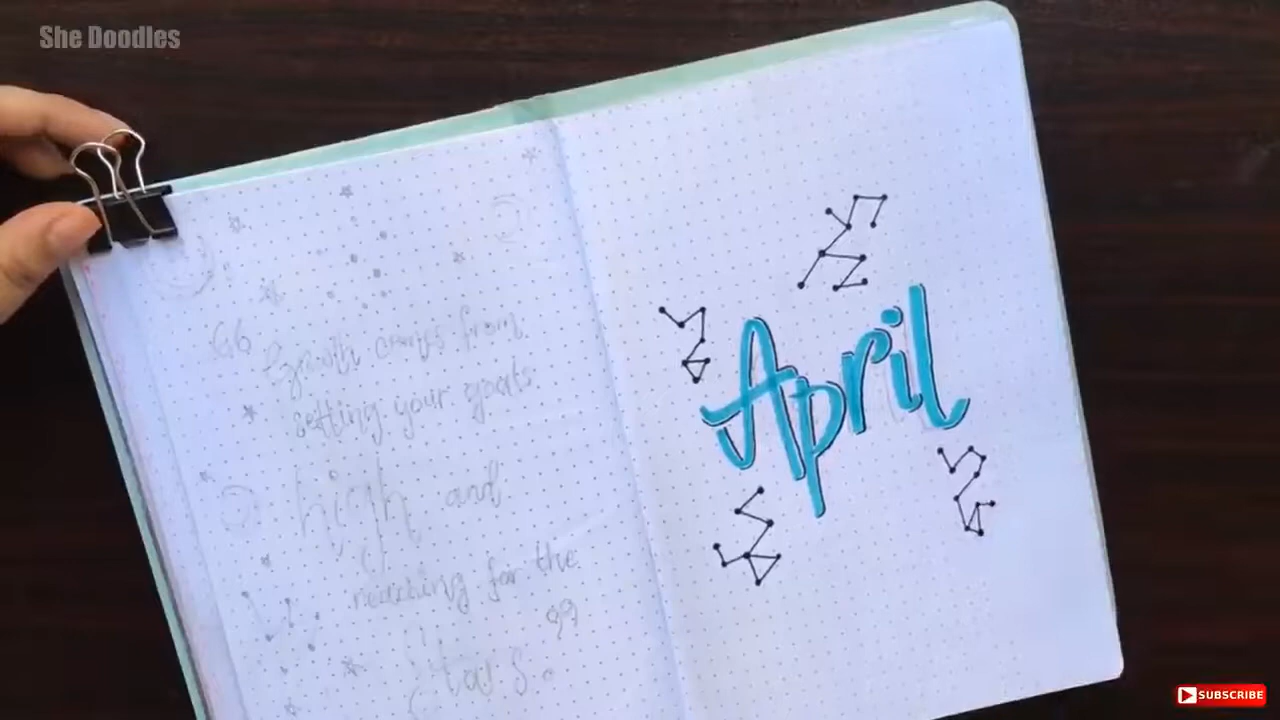 She Doodles
66
Growth comes from
setting your goals
high and
reaching for the
99
stars.
April
SUBSCRIBE